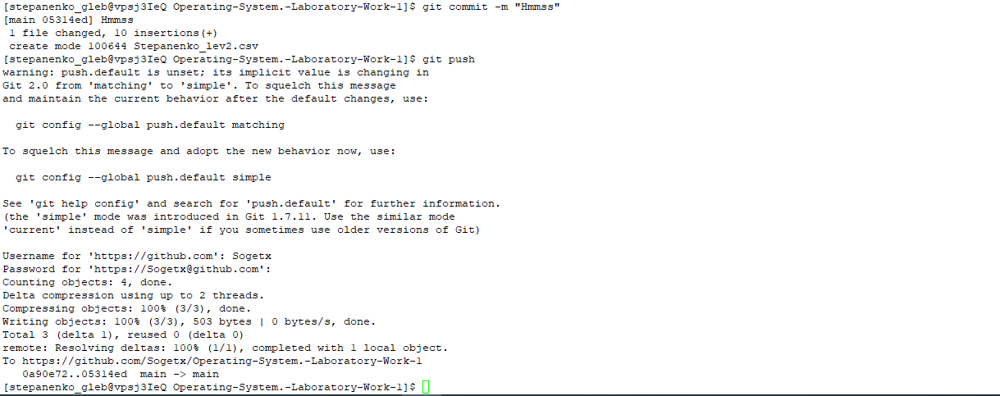 [stepanenko_gleb@vpsj3IeQ Operating-System.-Laboratory-Work-1]$ git commit -m "Hmmss"
[main 05314ed] Hmmss
 1 file changed, 10 insertions(+)
 create mode 100644 Stepanenko_lev2.csv
[stepanenko_gleb@vpsj3IeQ Operating-System.-Laboratory-Work-1]$ git push
warning: push.default is unset; its implicit value is changing in
Git 2.0 from 'matching' to 'simple'. To squelch this message
and maintain the current behavior after the default changes, use:

  git config --global push.default matching

To squelch this message and adopt the new behavior now, use:

  git config --global push.default simple

See 'git help config' and search for 'push.default' for further information.
(the 'simple' mode was introduced in Git 1.7.11. Use the similar mode
'current' instead of 'simple' if you sometimes use older versions of Git)

Username for 'https://github.com': Sogetx
Password for 'https://Sogetx@github.com':
Counting objects: 4, done.
Delta compression using up to 2 threads.
Compressing objects: 100% (3/3), done.
Writing objects: 100% (3/3), 503 bytes | 0 bytes/s, done.
Total 3 (delta 1), reused 0 (delta 0)
remote: Resolving deltas: 100% (1/1), completed with 1 local object.
To https://github.com/Sogetx/Operating-System.-Laboratory-Work-1
   0a90e72..05314ed  main -> main
[stepanenko_gleb@vpsj3IeQ Operating-System.-Laboratory-Work-1]$